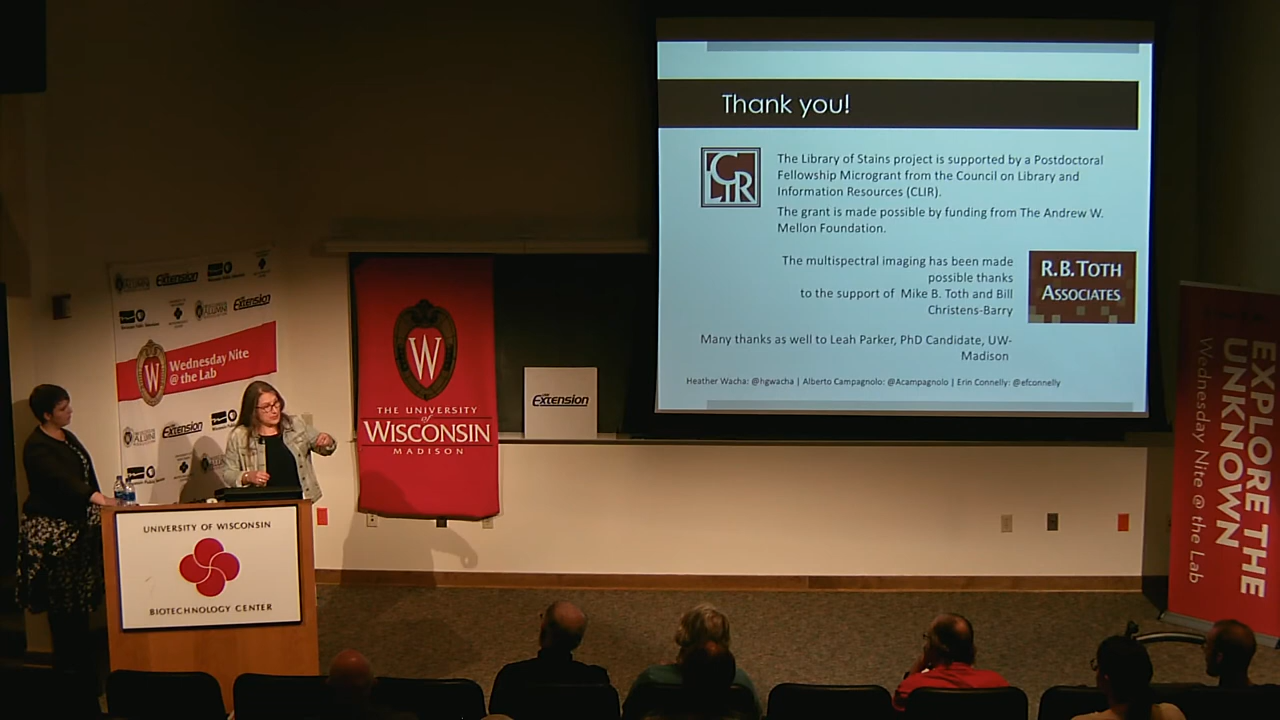 Thank you!
CLIR
The Library of Stains project is supported by a Postdoctoral
Fellowship Microgrant from the Council on Library and
Information Resources (CLIR).
The grant is made possible by funding from The Andrew W.
Mellon Foundation.
The multispectral imaging has been made
possible thanks
to the support of Mike B. Toth and Bill
Christens-Barry
R.B. TOTH
ASSOCIATES
Many thanks as well to Leah Parker, PhD Candidate, UW-
Madison
Heather Wacha: @hgwacha | Alberto Campagnolo: @Acampagnolo | Erin Connelly: @efconnelly
Extension
Extension
PBS
W
Wednesday Nite
@ the Lab
Extension
PBS
W
THE UNIVERSITY
of
WISCONSIN
MADISON
Extension
UNIVERSITY OF WISCONSIN
BIOTECHNOLOGY CENTER
EXPLORE THE
UNKNOWN
Wednesday Nite @ the Lab